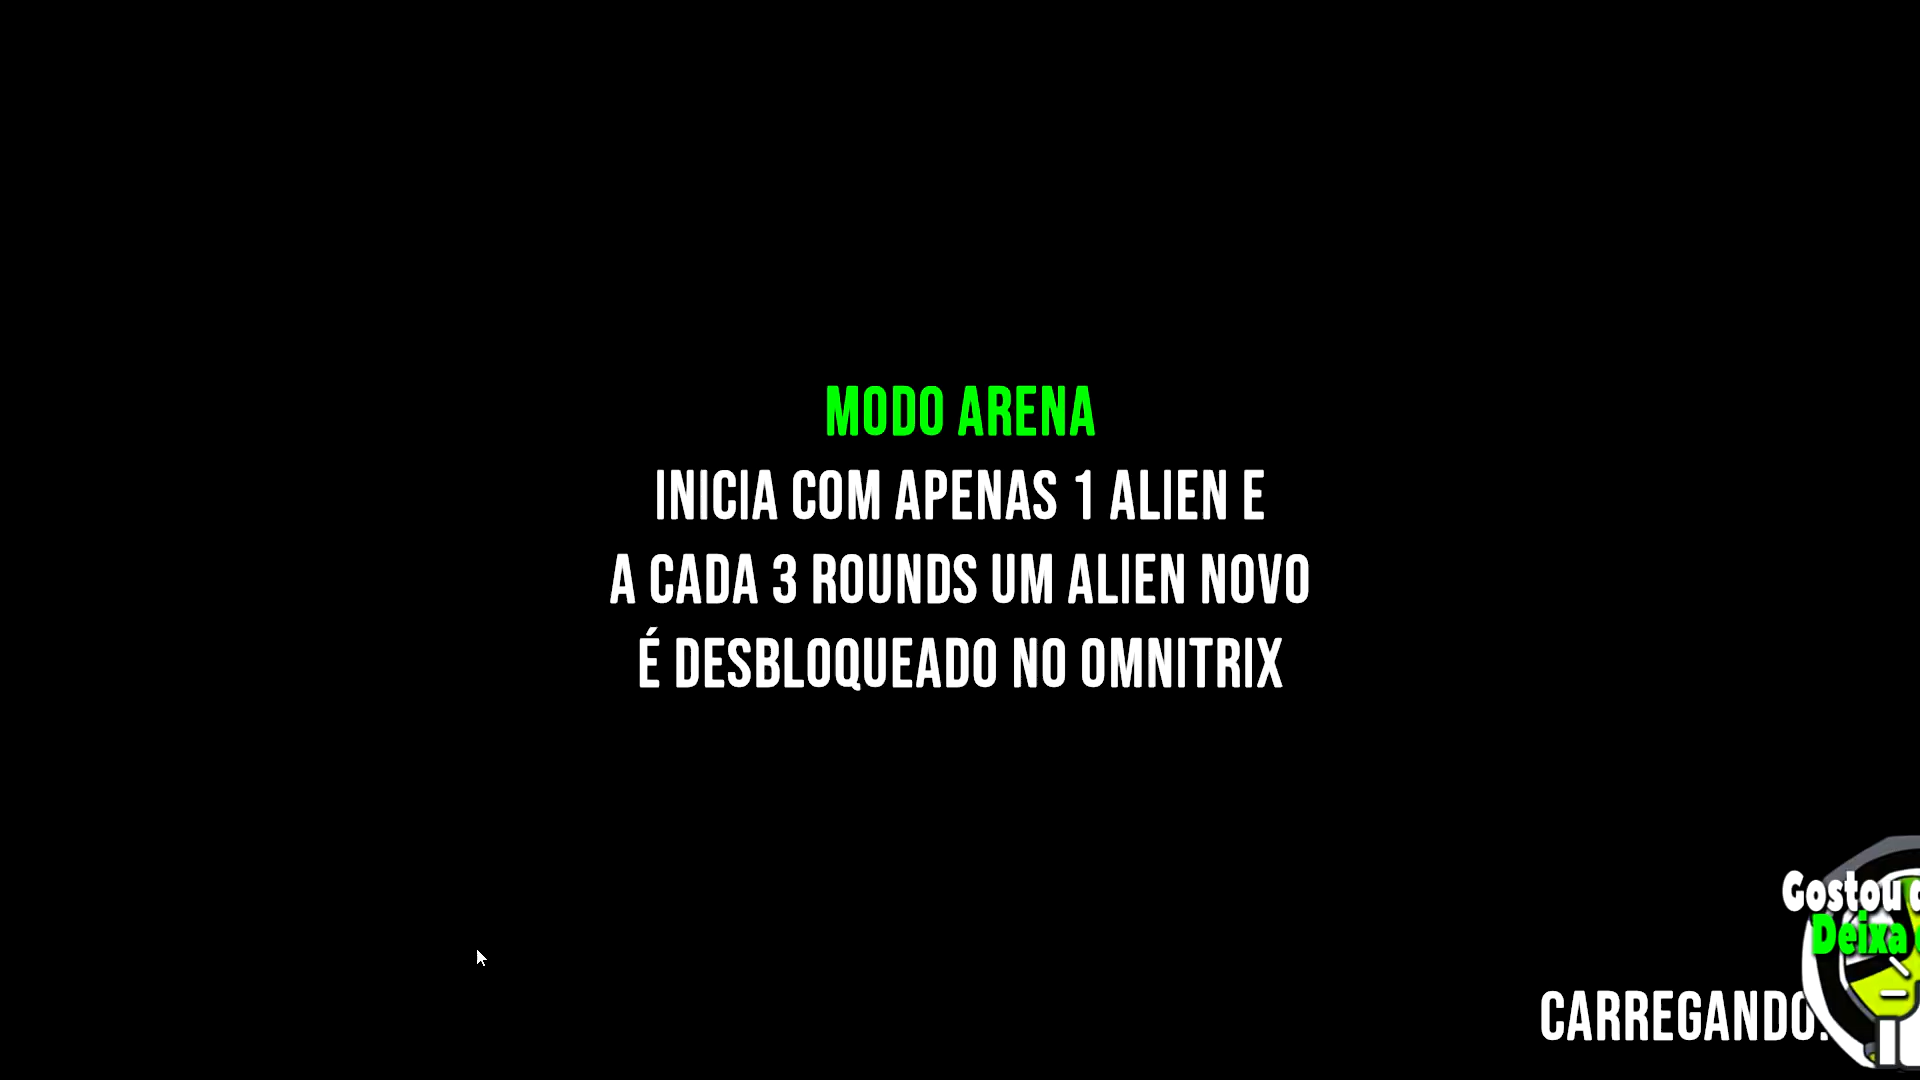 MODO ARENA
INICIA COM APENAS 1 ALIEN E
A CADA 3 ROUNDS UM ALIEN NOVO
É DESBLOQUEADO NO OMNITRIX
Gostou
Deixa
CARREGANDO.